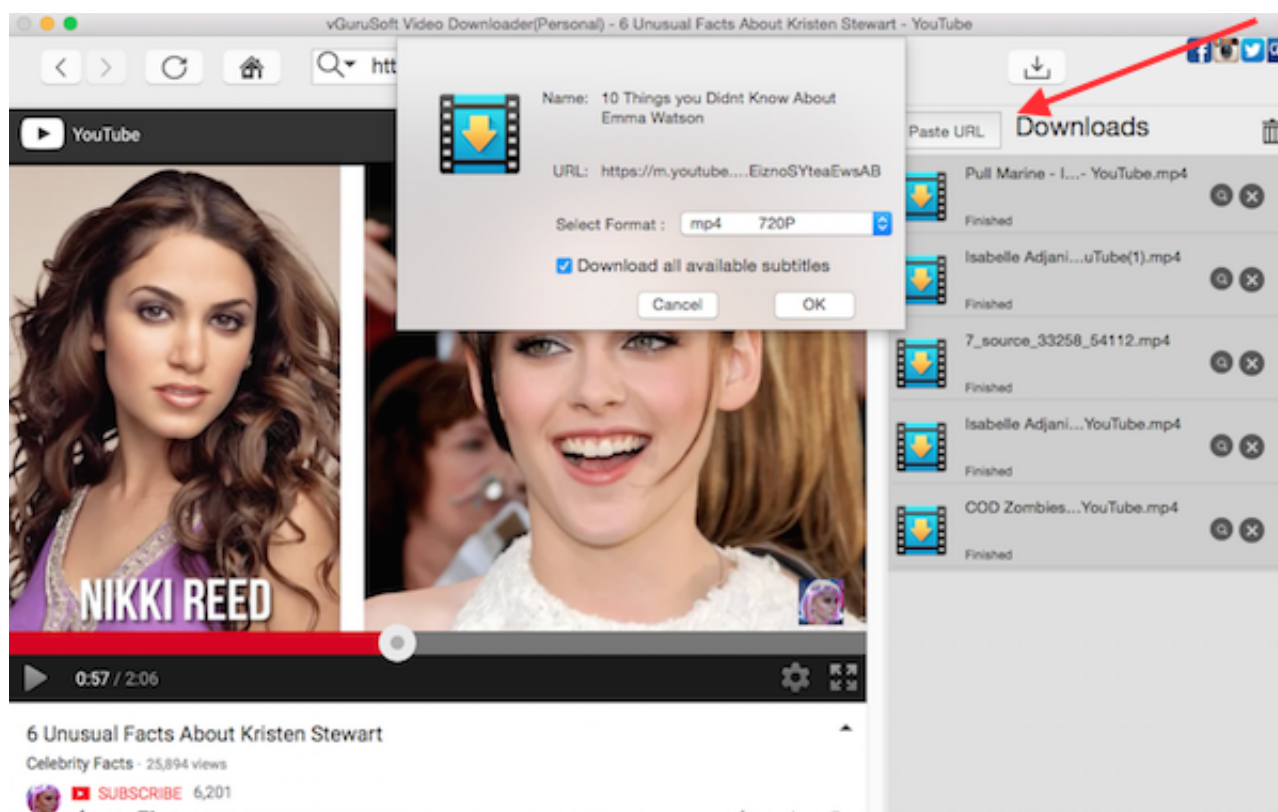 vGuruSoft Video Downloader(Personal) - 6 Unusual Facts About Kristen Stewart - YouTube
htt
Name: 10 Things you Didnt Know About
Emma Watson
URL: https://m.youtube....EiznoSYteaEwsAB
Select Format : mp4 720P
Download all available subtitles
Cancel OK
YouTube
Paste URL Downloads
Pull Marine - I...- YouTube.mp4
Finished
Isabelle Adjani...uTube(1).mp4
Finished
7_source_33258_54112.mp4
Finished
Isabelle Adjani...YouTube.mp4
Finished
COD Zombies...YouTube.mp4
Finished
NIKKI REED
0:57 / 2:06
6 Unusual Facts About Kristen Stewart
Celebrity Facts · 25,894 views
SUBSCRIBE 6,201